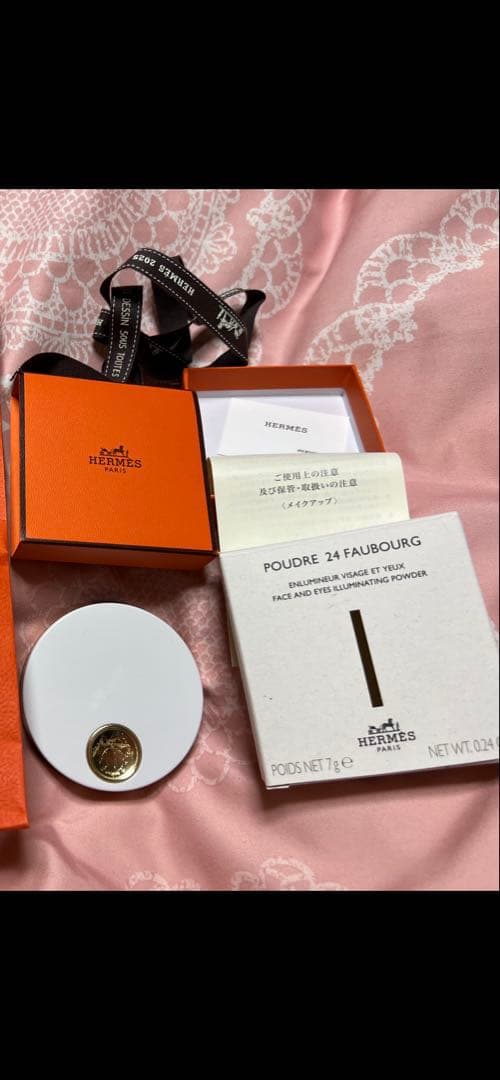 HERMÈS 2025
DESSIN SOUS TOUTES
HERMÈS
PARIS
HERMÈS
ご使用上の注意
及び保管・取扱いの注意
〈メイクアップ〉
POUDRE 24 FAUBOURG
ENLUMINEUR VISAGE ET YEUX
FACE AND EYES ILLUMINATING POWDER
HERMÈS
PARIS
POIDS NET 7g e
NET WT. 0.24